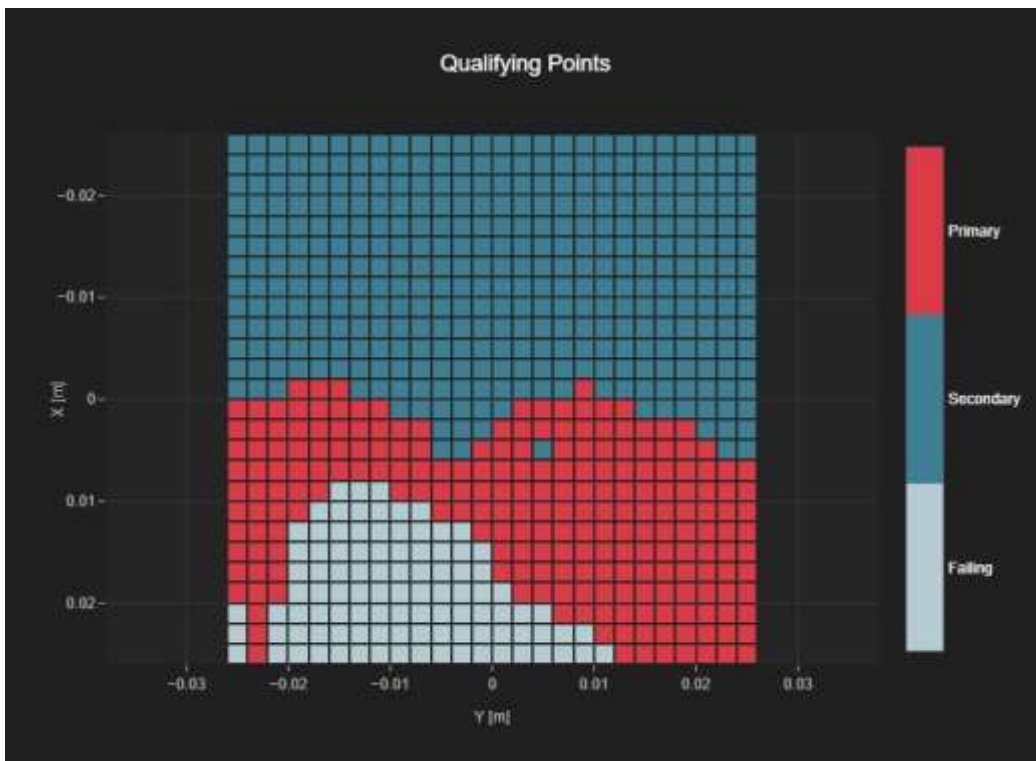 Qualifying Points
Primary
Secondary
Failing
X [m]
−0.02
−0.01
0
0.01
0.02
−0.03
−0.02
−0.01
0
0.01
0.02
0.03
Y [m]